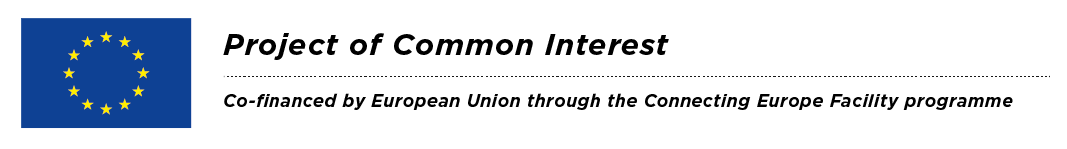 Project of Common Interest
Co-financed by European Union through the Connecting Europe Facility programme